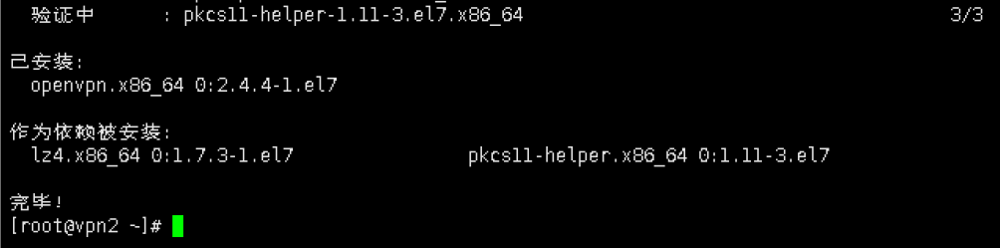 验证中      : pkcs11-helper-1.11-3.el7.x86_64 3/3
已安装:
openvpn.x86_64 0:2.4.4-1.el7
作为依赖被安装:
lz4.x86_64 0:1.7.3-1.el7 pkcs11-helper.x86_64 0:1.11-3.el7
完毕!
[root@vpn2 ~]#